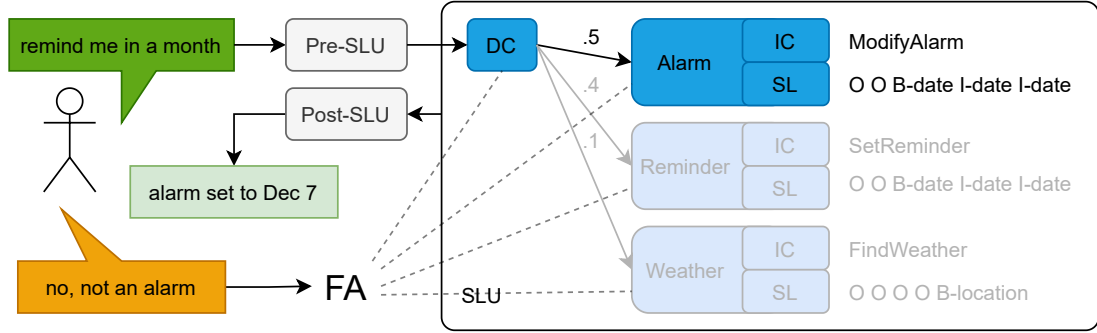 remind me in a month
Pre-SLU
DC
.5
Alarm
IC
ModifyAlarm
SL
O O B-date I-date I-date
.4
Post-SLU
.1
Reminder
IC
SetReminder
SL
O O B-date I-date I-date
alarm set to Dec 7
Weather
IC
FindWeather
SL
O O O O B-location
no, not an alarm
FA
SLU